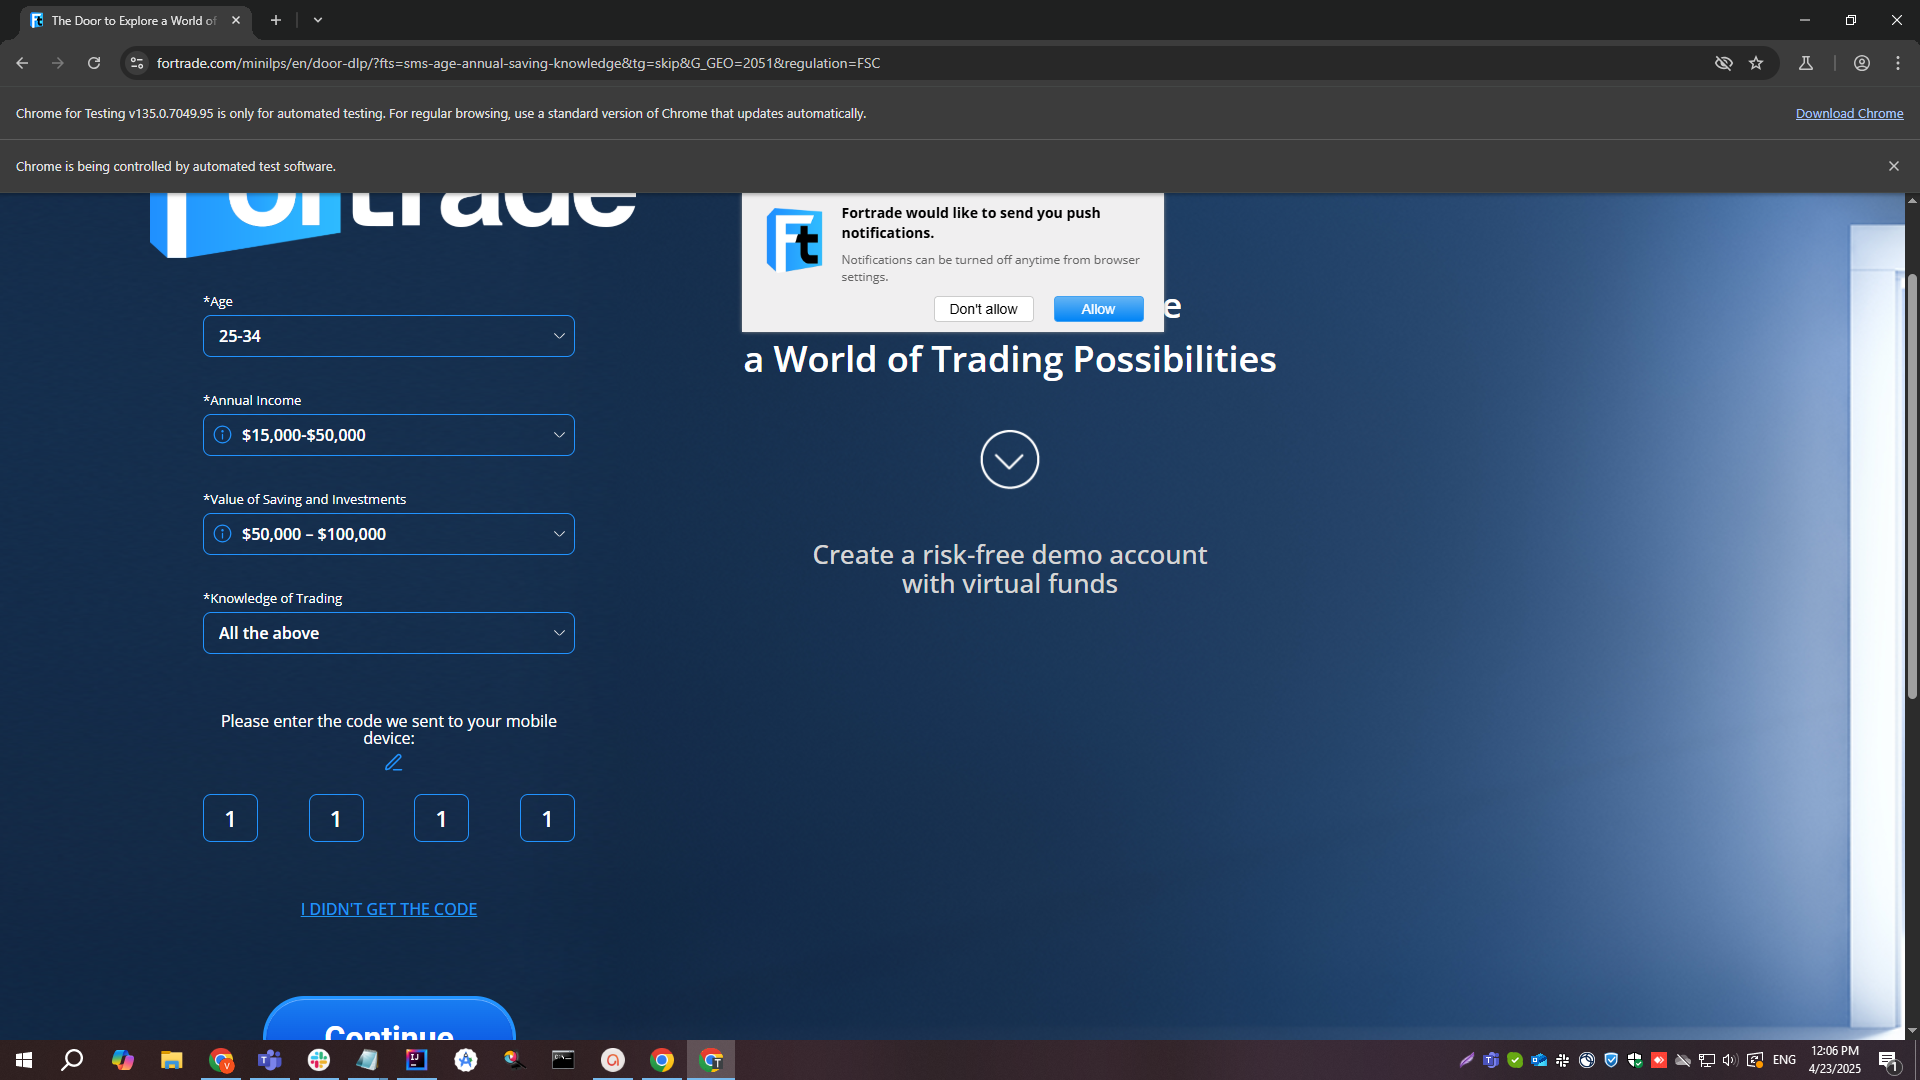 The Door to Explore a World of
fortrade.com/minilps/en/door-dlp/?fts=sms-age-annual-saving-knowledge&tg=skip&G_GEO=2051&regulation=FSC
Chrome for Testing v135.0.7049.95 is only for automated testing. For regular browsing, use a standard version of Chrome that updates automatically.
Download Chrome
Chrome is being controlled by automated test software.
Fortrade
Ft
Fortrade would like to send you push
notifications.
Notifications can be turned off anytime from browser
settings.
Don't allow
Allow
e
a World of Trading Possibilities
Create a risk-free demo account
with virtual funds
*Age
25-34
*Annual Income
$15,000-$50,000
*Value of Saving and Investments
$50,000 – $100,000
*Knowledge of Trading
All the above
Please enter the code we sent to your mobile
device:
1 1 1 1
I DIDN'T GET THE CODE
Continue
ENG
12:06 PM
4/23/2025
1